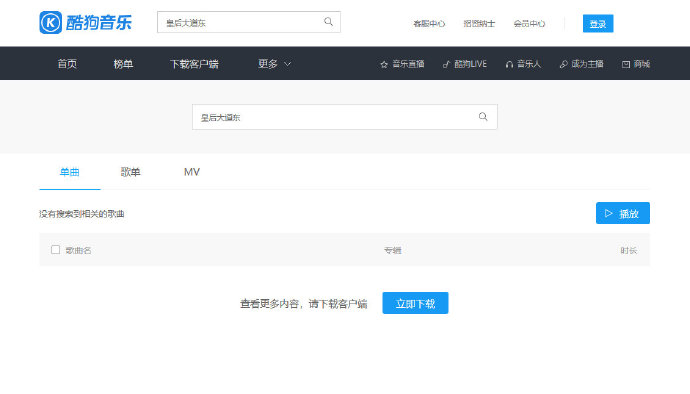 酷狗音乐
皇后大道东
客服中心 招贤纳士 会员中心 登录
首页 榜单 下载客户端 更多 音乐直播 酷狗LIVE 音乐人 成为主播 商城
皇后大道东
单曲 歌单 MV
没有搜索到相关的歌曲 播放
歌曲名 专辑 时长
查看更多内容，请下载客户端 立即下载